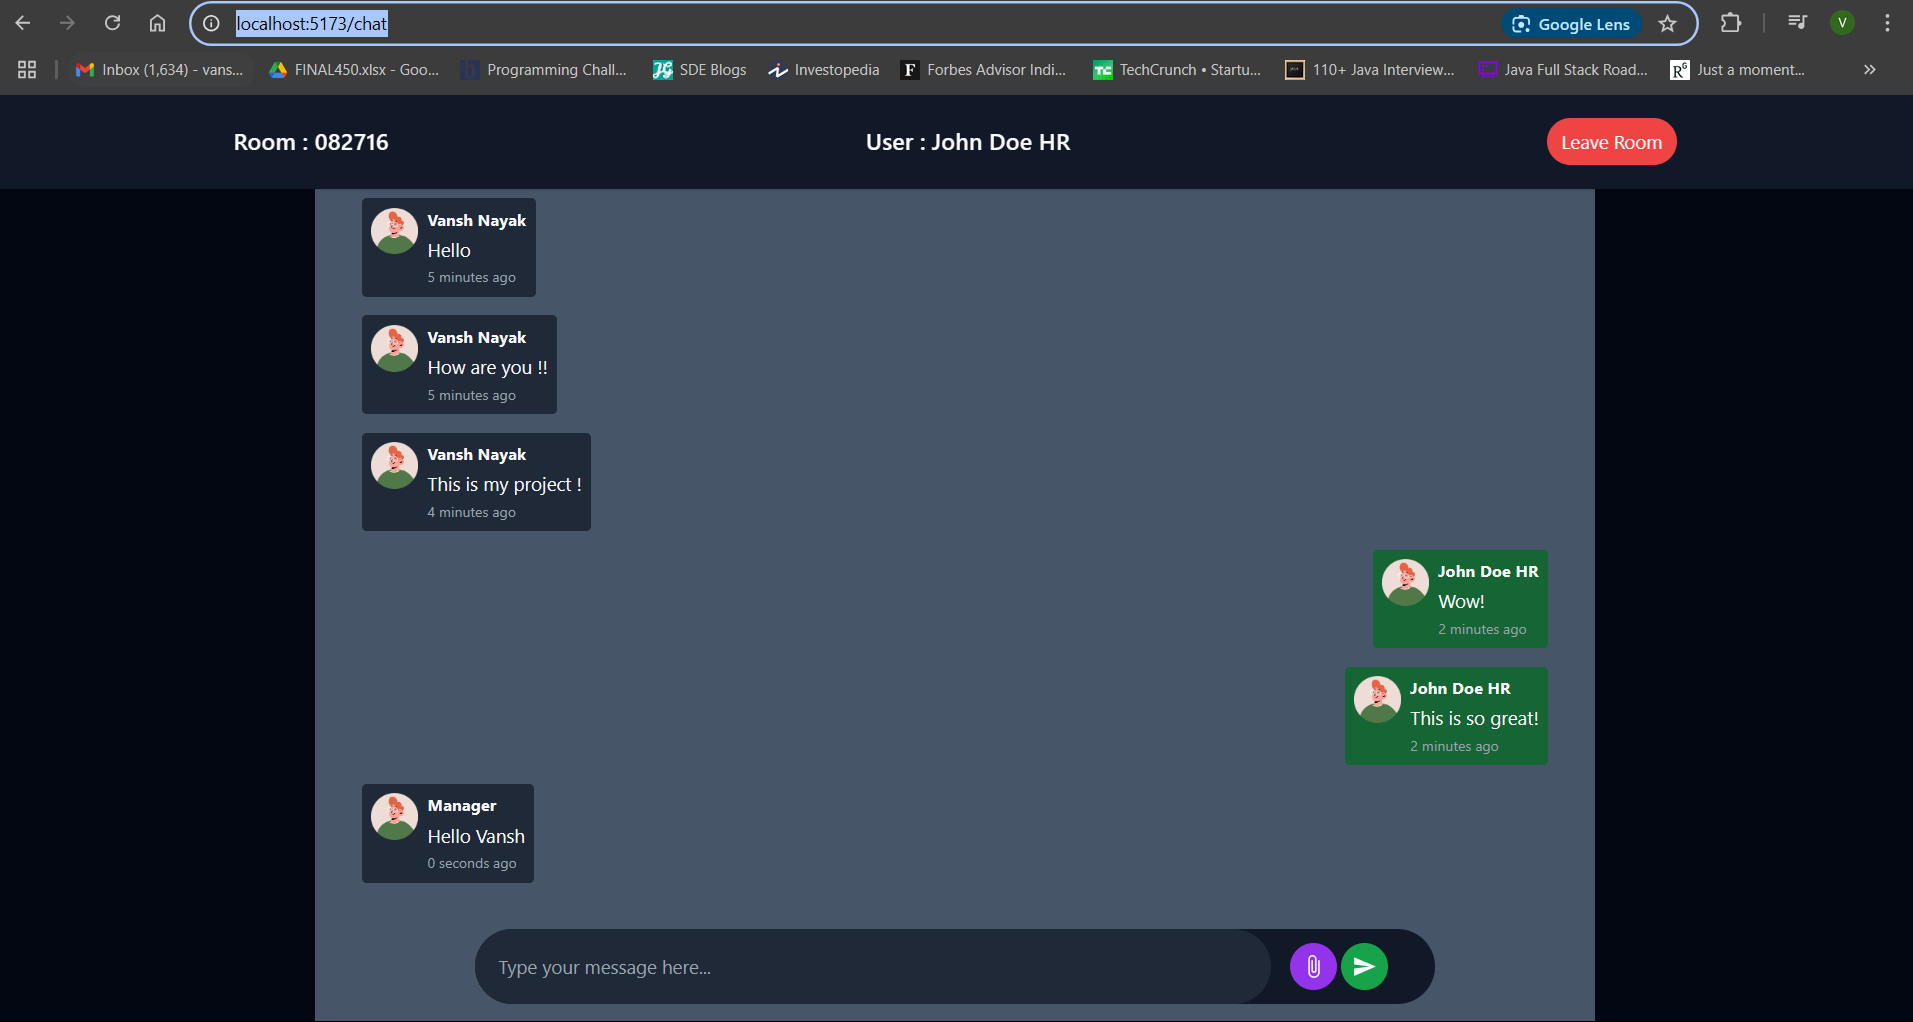 localhost:5173/chat
Google Lens
V
Inbox (1,634) - vans...
FINAL450.xlsx - Goo...
Programming Chall...
SDE Blogs
Investopedia
F
Forbes Advisor Indi...
TC
TechCrunch • Startu...
110+ Java Interview...
Java Full Stack Road...
RG
Just a moment...
Room : 082716
User : John Doe HR
Leave Room
Vansh Nayak
Hello
5 minutes ago
Vansh Nayak
How are you !!
5 minutes ago
Vansh Nayak
This is my project !
4 minutes ago
John Doe HR
Wow!
2 minutes ago
John Doe HR
This is so great!
2 minutes ago
Manager
Hello Vansh
0 seconds ago
Type your message here...